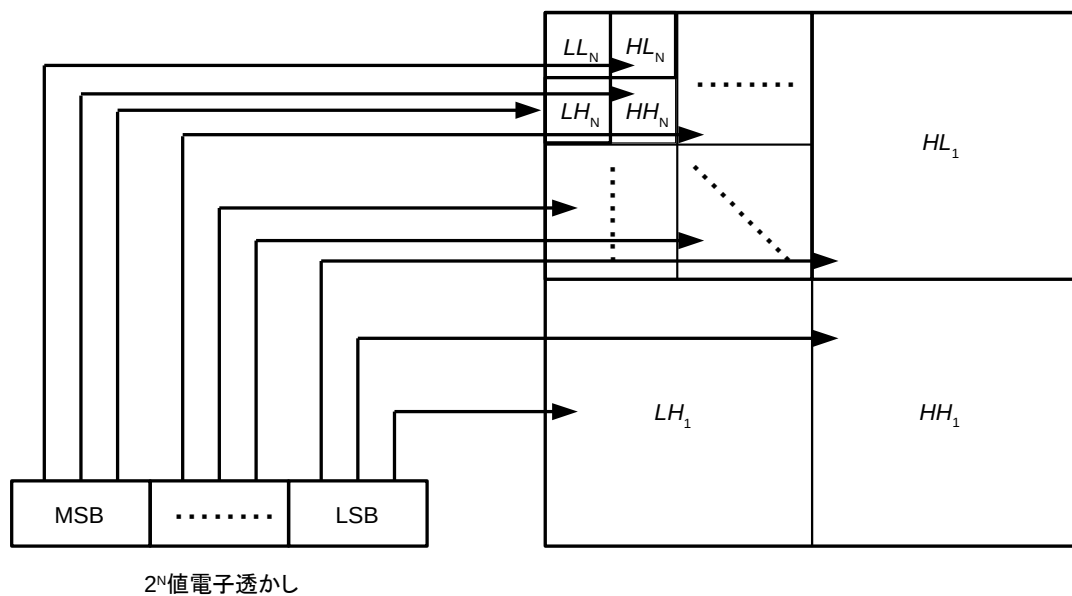 LL_N HL_N
LH_N HH_N
HL_1
LH_1 HH_1
MSB ........ LSB
2^N値電子透かし